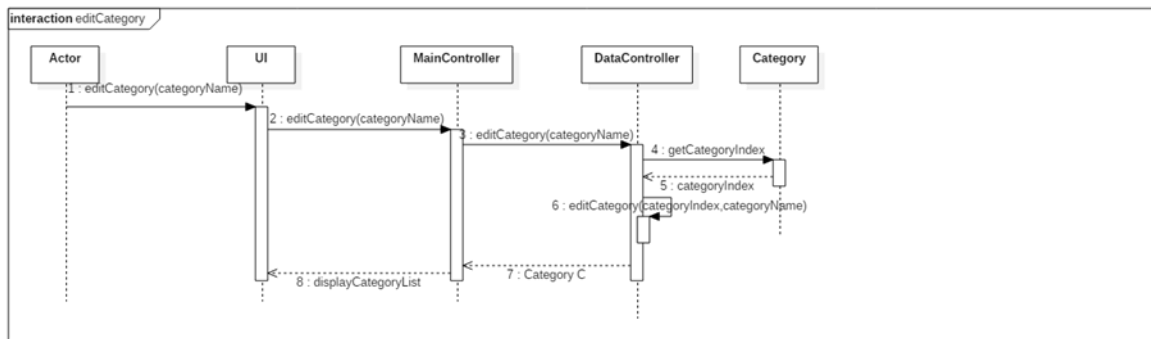 interaction editCategory
Actor
UI
MainController
DataController
Category
1 : editCategory(categoryName)
2 : editCategory(categoryName)
3 : editCategory(categoryName)
4 : getCategoryIndex
5 : categoryIndex
6 : editCategory(categoryIndex,categoryName)
7 : Category C
8 : displayCategoryList